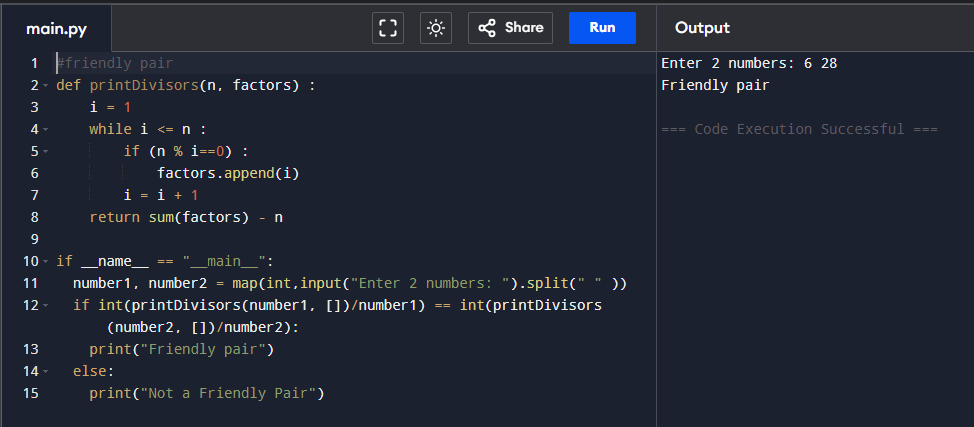 main.py
Share
Run
Output
1 #friendly pair
2 def printDivisors(n, factors) :
3 i = 1
4 while i <= n :
5 if (n % i==0) :
6 factors.append(i)
7 i = i + 1
8 return sum(factors) - n
9
10 if __name__ == "__main__":
11 number1, number2 = map(int,input("Enter 2 numbers: ").split(" " ))
12 if int(printDivisors(number1, [])/number1) == int(printDivisors
(number2, [])/number2):
13 print("Friendly pair")
14 else:
15 print("Not a Friendly Pair")
Enter 2 numbers: 6 28
Friendly pair
=== Code Execution Successful ===